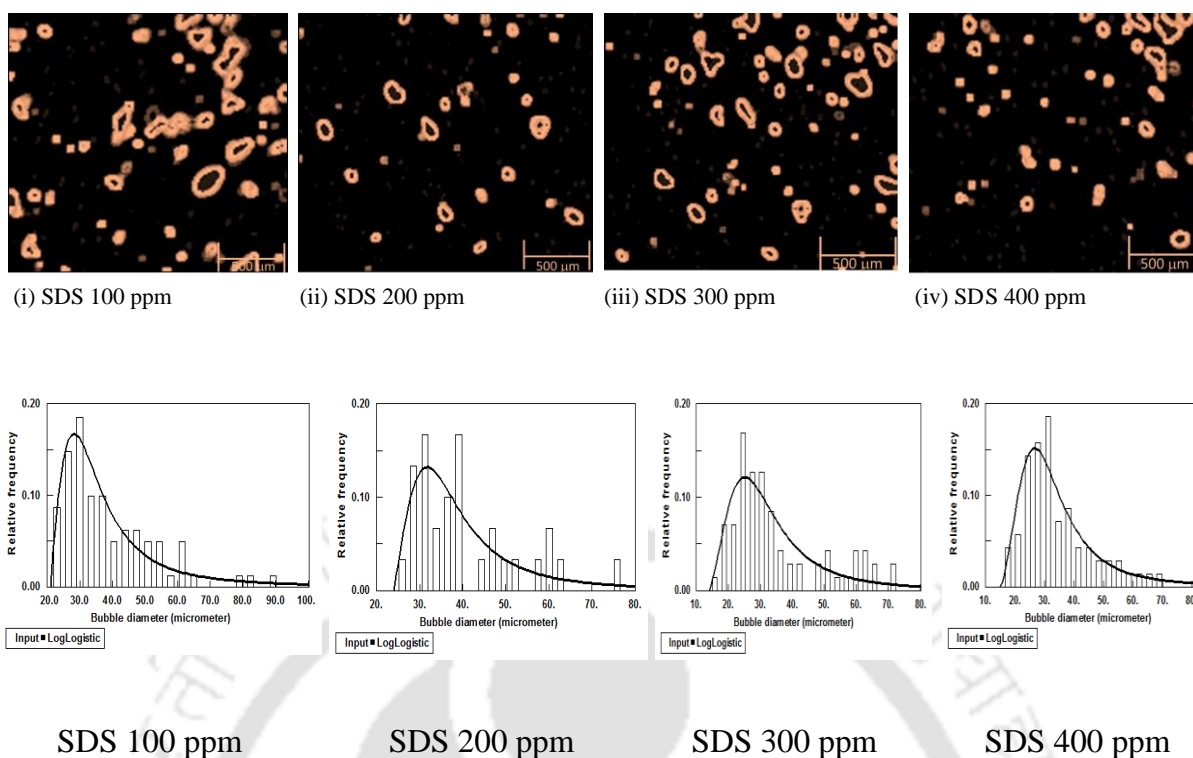 500 µm
500 µm
500 µm
500 µm
(i) SDS 100 ppm
(ii) SDS 200 ppm
(iii) SDS 300 ppm
(iv) SDS 400 ppm
0.20
0.10
0.00
Relative frequency
20.0 30.0 40.0 50.0 60.0 70.0 80.0 90.0 100.
Bubble diameter (micrometer)
Input LogLogistic
0.20
0.10
0.00
Relative frequency
20. 30. 40. 50. 60. 70. 80.
Bubble diameter (micrometer)
Input LogLogistic
0.20
0.10
0.00
Relative frequency
10. 20. 30. 40. 50. 60. 70. 80.
Bubble diameter (micrometer)
Input LogLogistic
0.20
0.10
0.00
Relative frequency
10. 20. 30. 40. 50. 60. 70. 80.
Bubble diameter (micrometer)
Input LogLogistic
SDS 100 ppm
SDS 200 ppm
SDS 300 ppm
SDS 400 ppm